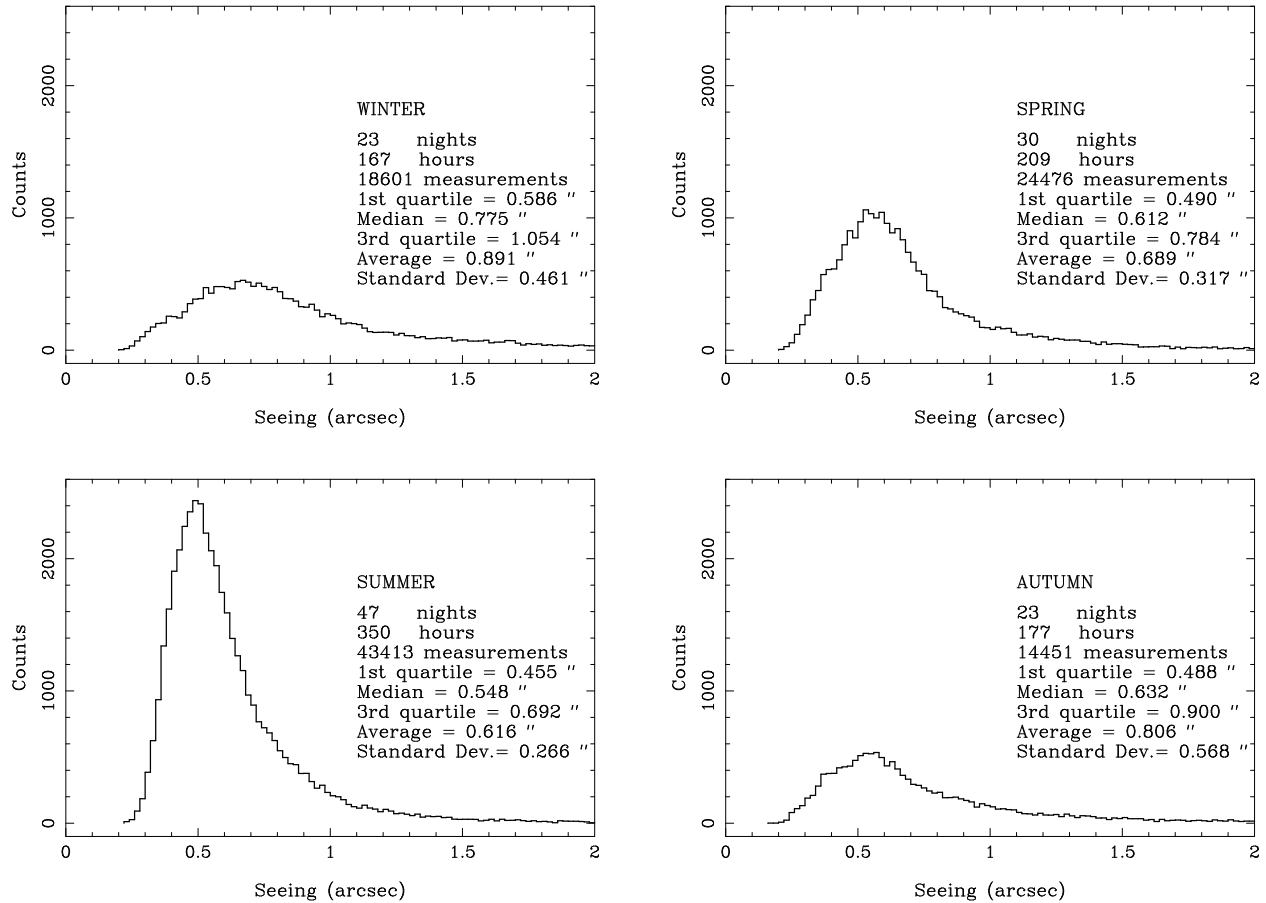 2000
1000
0
Counts
WINTER
23 nights
167 hours
18601 measurements
1st quartile = 0.586 ″
Median = 0.775 ″
3rd quartile = 1.054 ″
Average = 0.891 ″
Standard Dev.= 0.461 ″
0 0.5 1 1.5 2
Seeing (arcsec)
2000
1000
0
Counts
SPRING
30 nights
209 hours
24476 measurements
1st quartile = 0.490 ″
Median = 0.612 ″
3rd quartile = 0.784 ″
Average = 0.689 ″
Standard Dev.= 0.317 ″
0 0.5 1 1.5 2
Seeing (arcsec)
2000
1000
0
Counts
SUMMER
47 nights
350 hours
43413 measurements
1st quartile = 0.455 ″
Median = 0.548 ″
3rd quartile = 0.692 ″
Average = 0.616 ″
Standard Dev.= 0.266 ″
0 0.5 1 1.5 2
Seeing (arcsec)
2000
1000
0
Counts
AUTUMN
23 nights
177 hours
14451 measurements
1st quartile = 0.488 ″
Median = 0.632 ″
3rd quartile = 0.900 ″
Average = 0.806 ″
Standard Dev.= 0.568 ″
0 0.5 1 1.5 2
Seeing (arcsec)